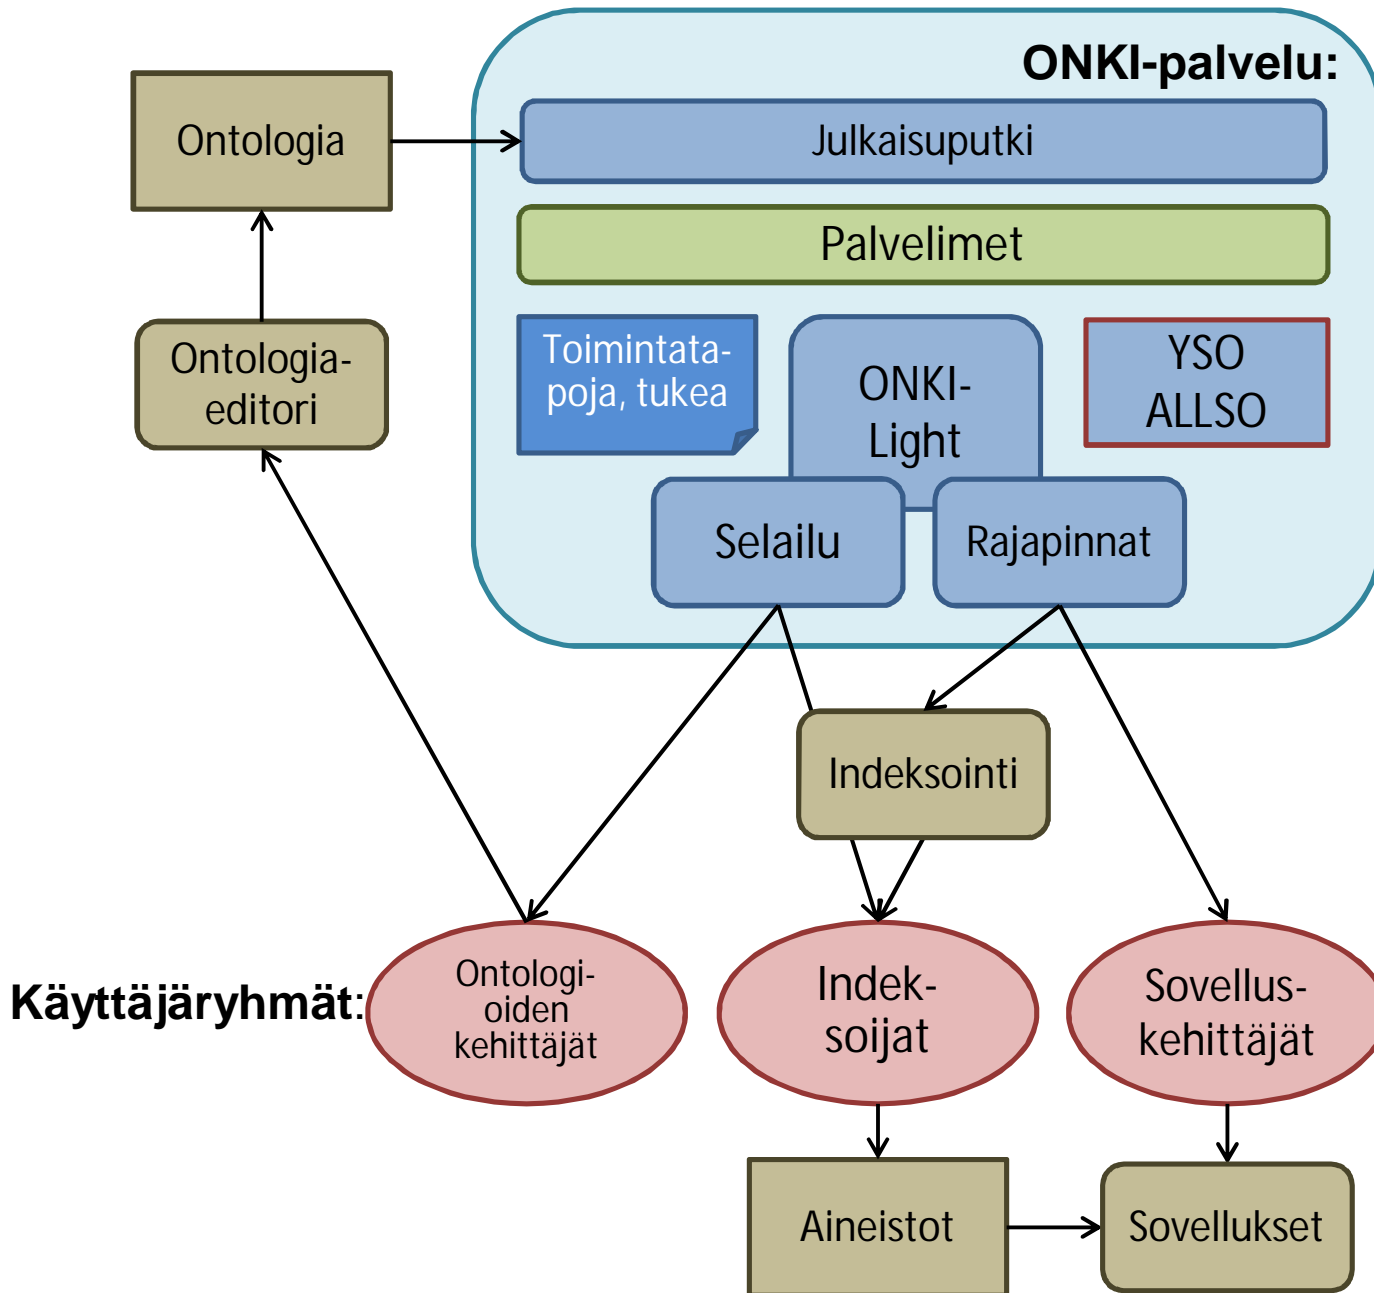 ONKI-palvelu:
Ontologia
Julkaisuputki
Palvelimet
Ontologia-
editori
Toimintata-
poja, tukea
ONKI-
Light
YSO
ALLSO
Selailu
Rajapinnat
Indeksointi
Käyttäjäryhmät:
Ontologi-
oiden
kehittäjät
Indek-
soijat
Sovellus-
kehittäjät
Aineistot
Sovellukset